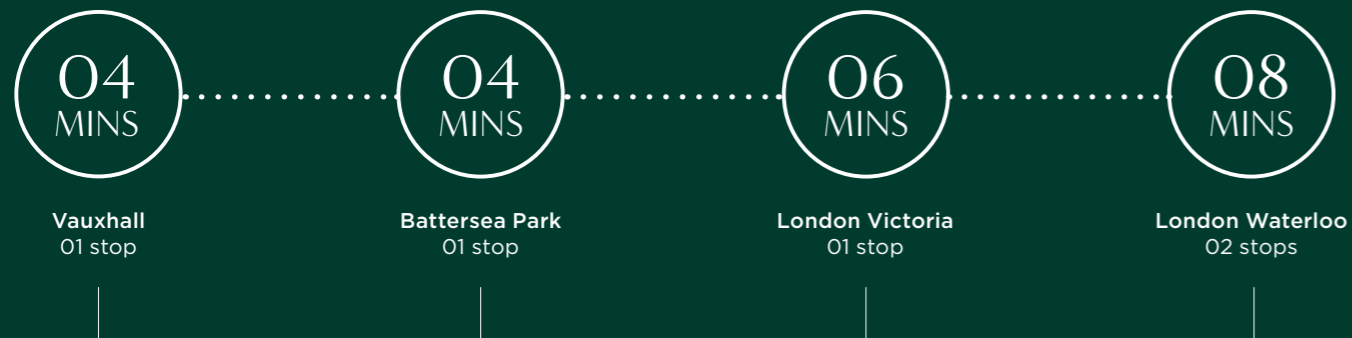 04
MINS
Vauxhall
01 stop
04
MINS
Battersea Park
01 stop
06
MINS
London Victoria
01 stop
08
MINS
London Waterloo
02 stops